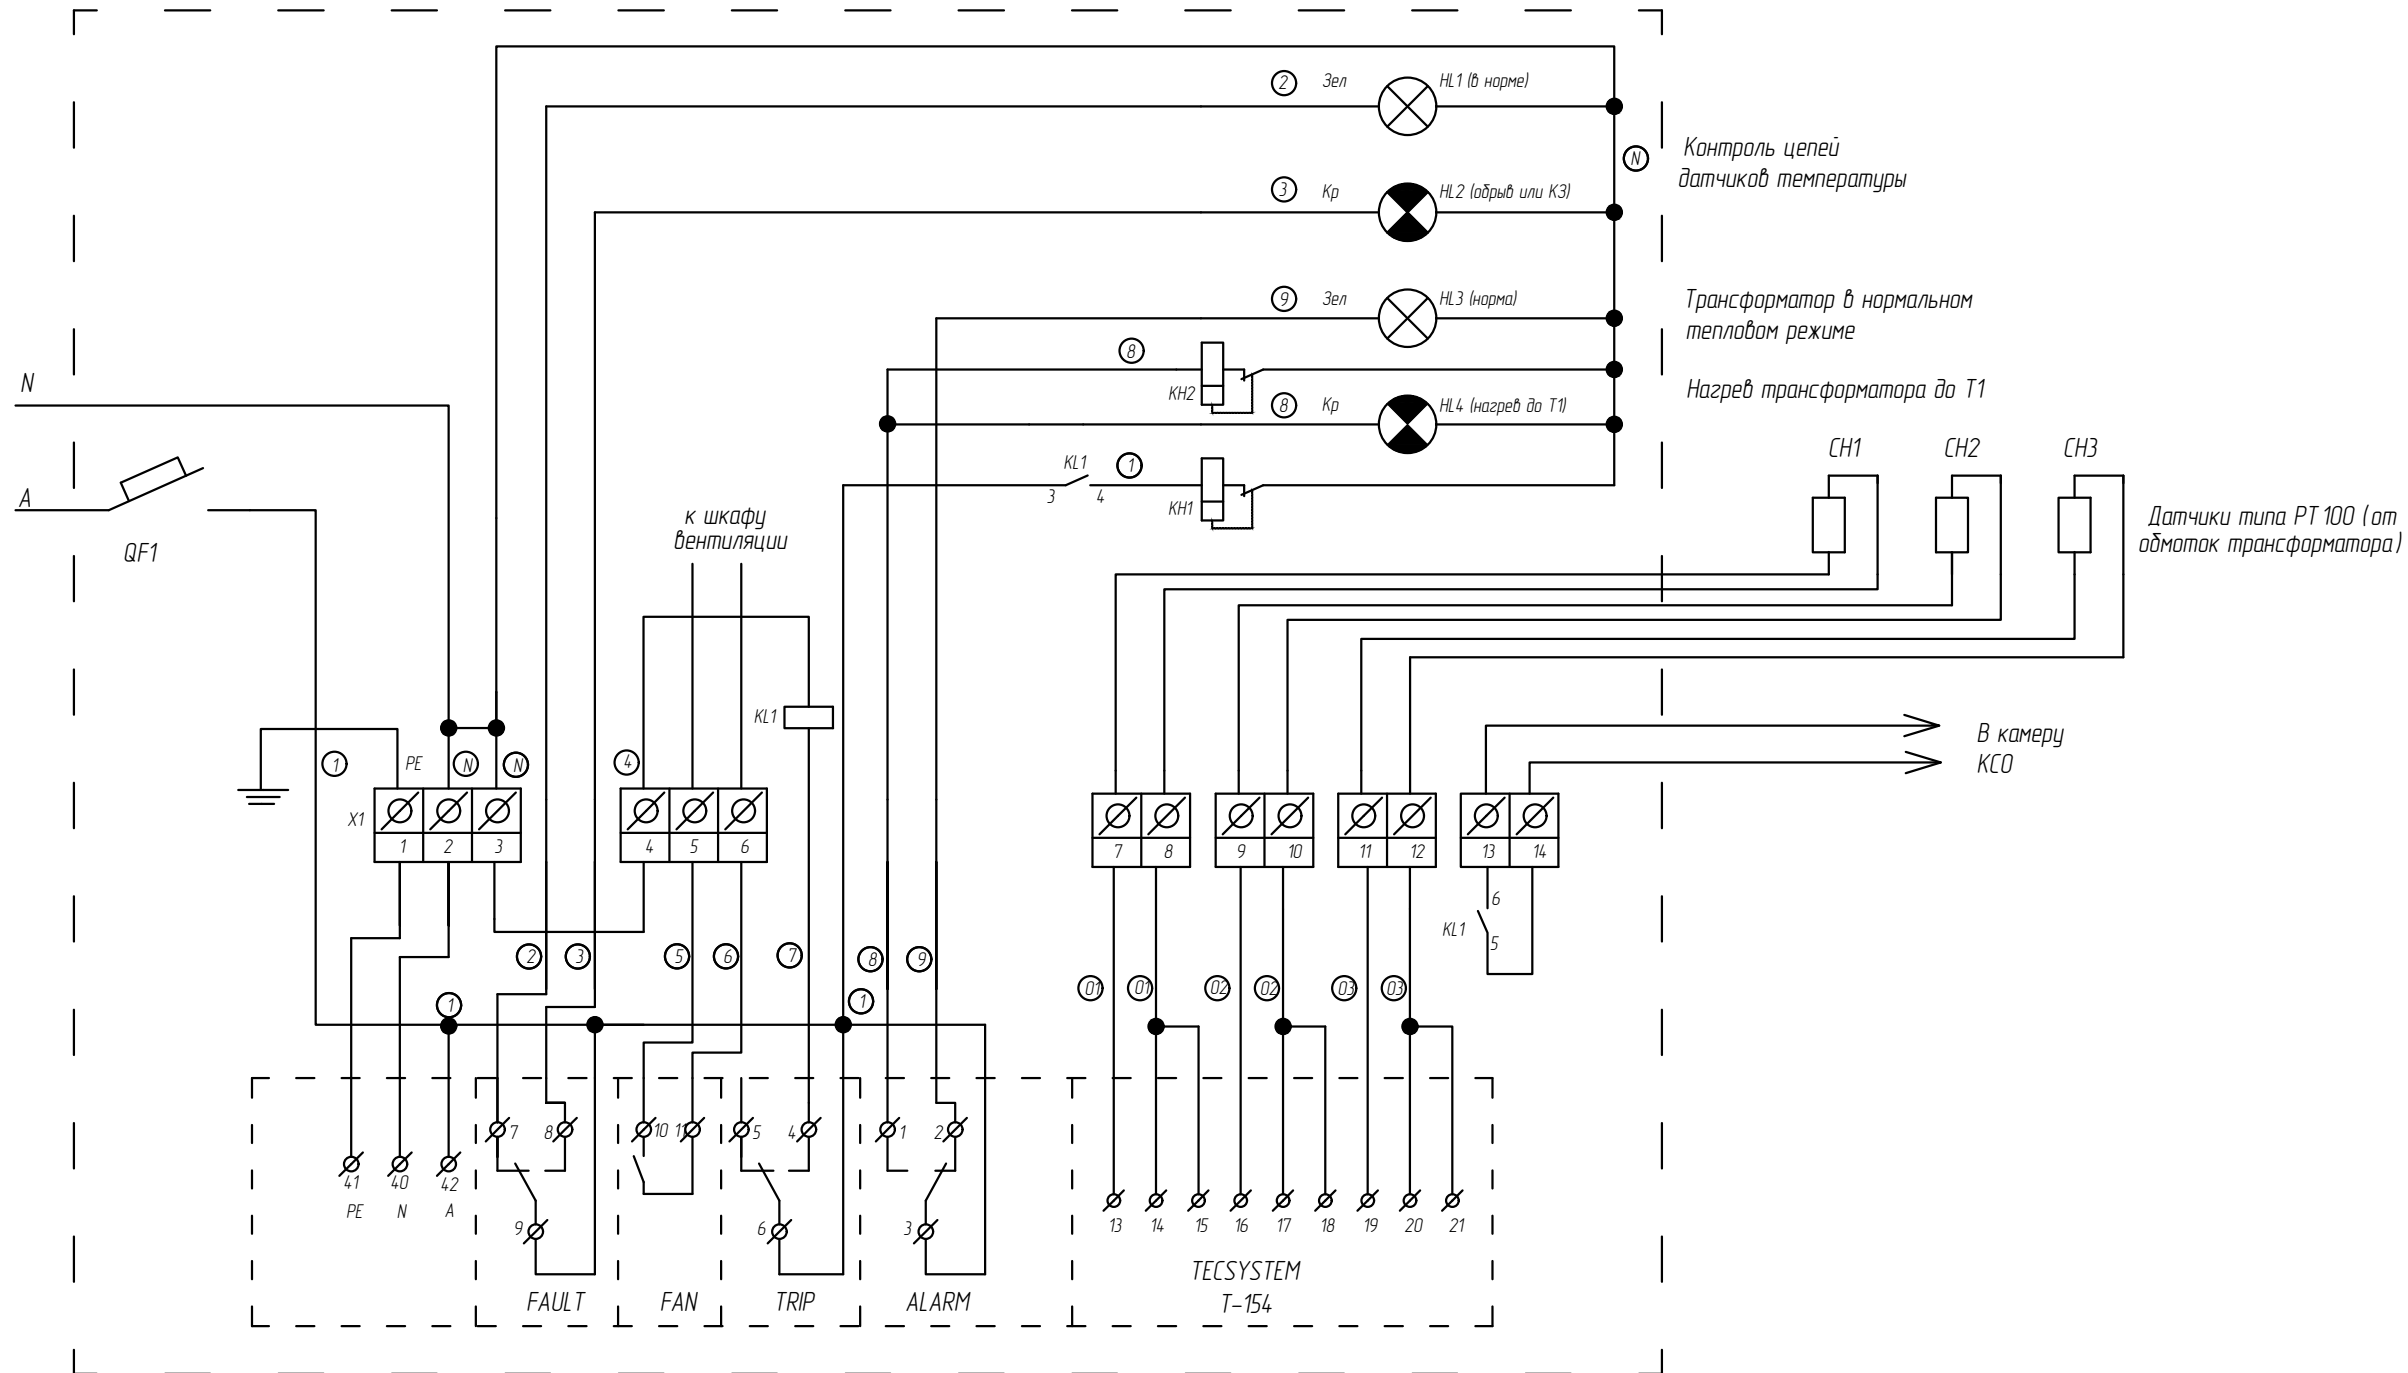 2 Зел HL1 (в норме)
N
Контроль цепей
датчиков температуры
3 Кр HL2 (обрыв или КЗ)
9 Зел HL3 (норма)
Трансформатор в нормальном
тепловом режиме
8
KH2
Нагрев трансформатора до Т1
8 Кр HL4 (нагрев до Т1)
N
A
QF1
KL1 1
3 4
KH1
CH1 CH2 CH3
Датчики типа РТ 100 (от
обмоток трансформатора)
к шкафу
вентиляции
KL1
В камеру
КСО
1 PE N N 4
X1
1 2 3 4 5 6
7 8 9 10 11 12 13 14
6
KL1
5
2 3 5 6 7 8 9
01 01 02 02 03 03
1 1
7 8 10 11 5 4 1 2
41 40 42
PE N A
9 6 3
13 14 15 16 17 18 19 20 21
FAULT FAN TRIP ALARM
TECSYSTEM
T-154